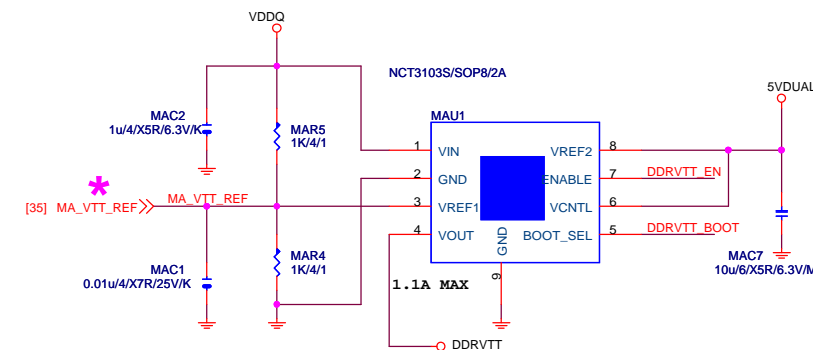 VDDQ
NCT3103S/SOP8/2A
5VDUAL
MAC2
1u/4/X5R/6.3V/K
MAR5
1K/4/1
MAU1
1 VIN VREF2 8
2 GND ENABLE 7 DDRVTT_EN
*
[35] MA_VTT_REF MA_VTT_REF 3 VREF1 VCNTL 6
4 VOUT GND BOOT_SEL 5 DDRVTT_BOOT
MAR4
1K/4/1
MAC7
10u/6/X5R/6.3V/M
MAC1
0.01u/4/X7R/25V/K
9
1.1A MAX
DDRVTT